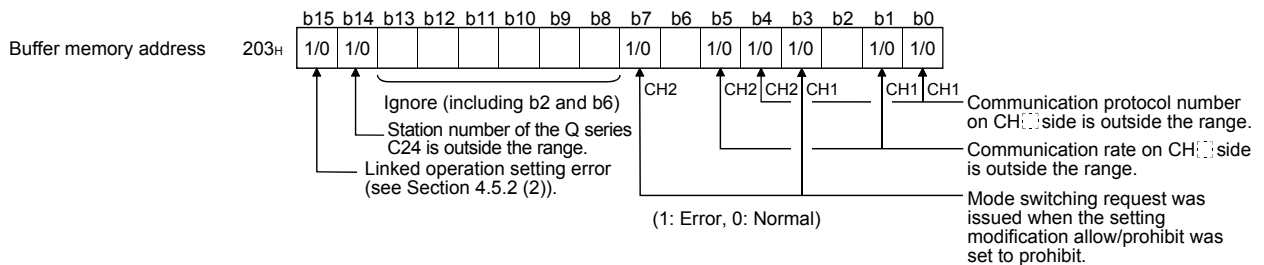 b15 b14 b13 b12 b11 b10 b9 b8 b7 b6 b5 b4 b3 b2 b1 b0
Buffer memory address 203H 1/0 1/0 1/0 1/0 1/0 1/0 1/0 1/0
CH2 CH2 CH2 CH1 CH1 CH1
Ignore (including b2 and b6)
Station number of the Q series
C24 is outside the range.
Linked operation setting error
(see Section 4.5.2 (2)).
(1: Error, 0: Normal)
Communication protocol number
on CH side is outside the range.
Communication rate on CH side
is outside the range.
Mode switching request was
issued when the setting
modification allow/prohibit was
set to prohibit.